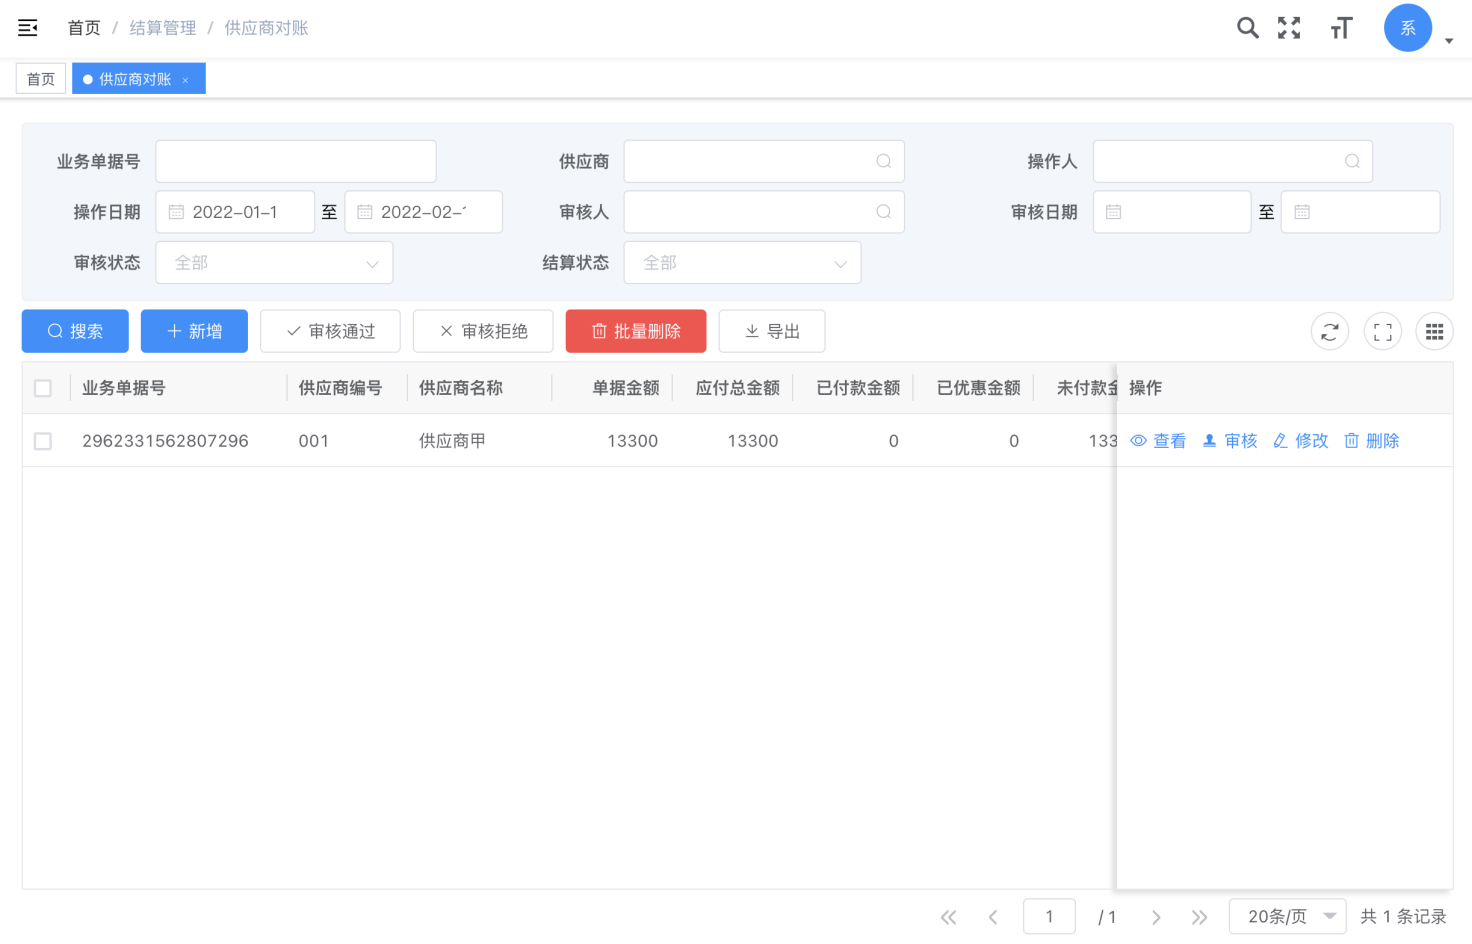 首页 / 结算管理 / 供应商对账 系
首页 供应商对账 ×
业务单据号 供应商 操作人
操作日期 2022-01-1 至 2022-02- 审核人 审核日期 至
审核状态 全部 结算状态 全部
搜索 新增 审核通过 审核拒绝 批量删除 导出
业务单据号 供应商编号 供应商名称 单据金额 应付总金额 已付款金额 已优惠金额 未付款金 操作
2962331562807296 001 供应商甲 13300 13300 0 0 133 查看 审核 修改 删除
1 / 1 20条/页 共 1 条记录